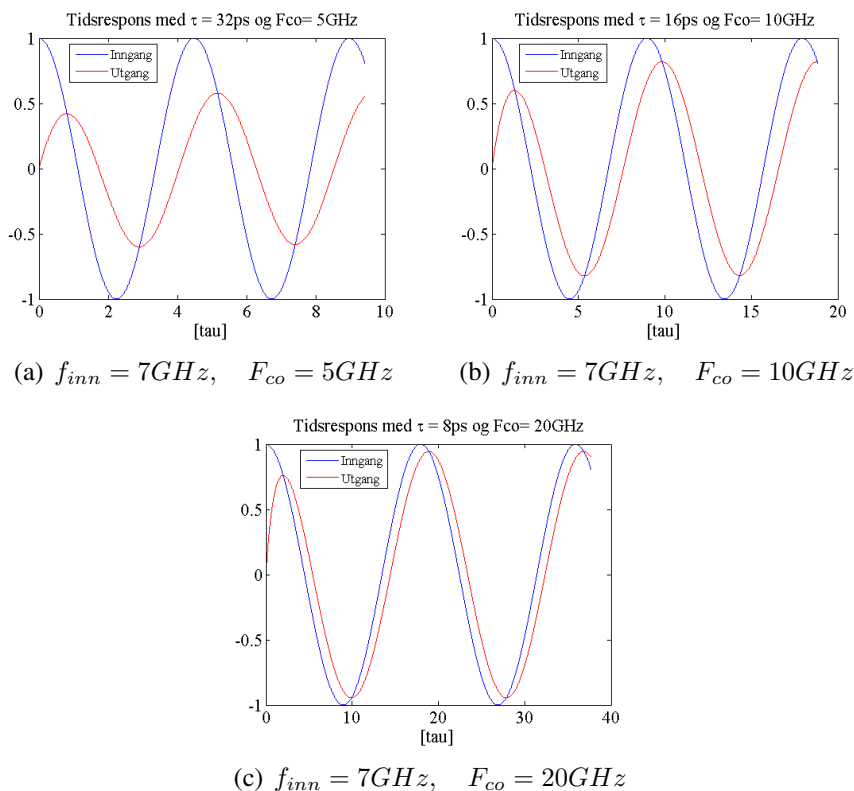 Tidsrespons med τ = 32ps og Fco= 5GHz
Inngang
Utgang
1
0.5
0
-0.5
-1
0 2 4 6 8 10
[tau]
(a) f_inn = 7GHz, F_co = 5GHz
Tidsrespons med τ = 16ps og Fco= 10GHz
Inngang
Utgang
1
0.5
0
-0.5
-1
0 5 10 15 20
[tau]
(b) f_inn = 7GHz, F_co = 10GHz
Tidsrespons med τ = 8ps og Fco= 20GHz
Inngang
Utgang
1
0.5
0
-0.5
-1
0 10 20 30 40
[tau]
(c) f_inn = 7GHz, F_co = 20GHz